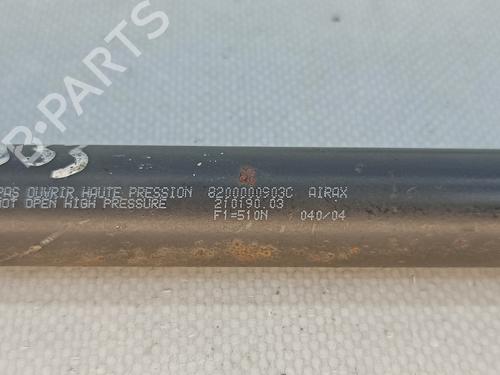 B-PARTS
PAS OUVRIR HAUTE PRESSION 8200000903C AIRAX
NOT OPEN HIGH PRESSURE 210190.03
F1=510N 040/04